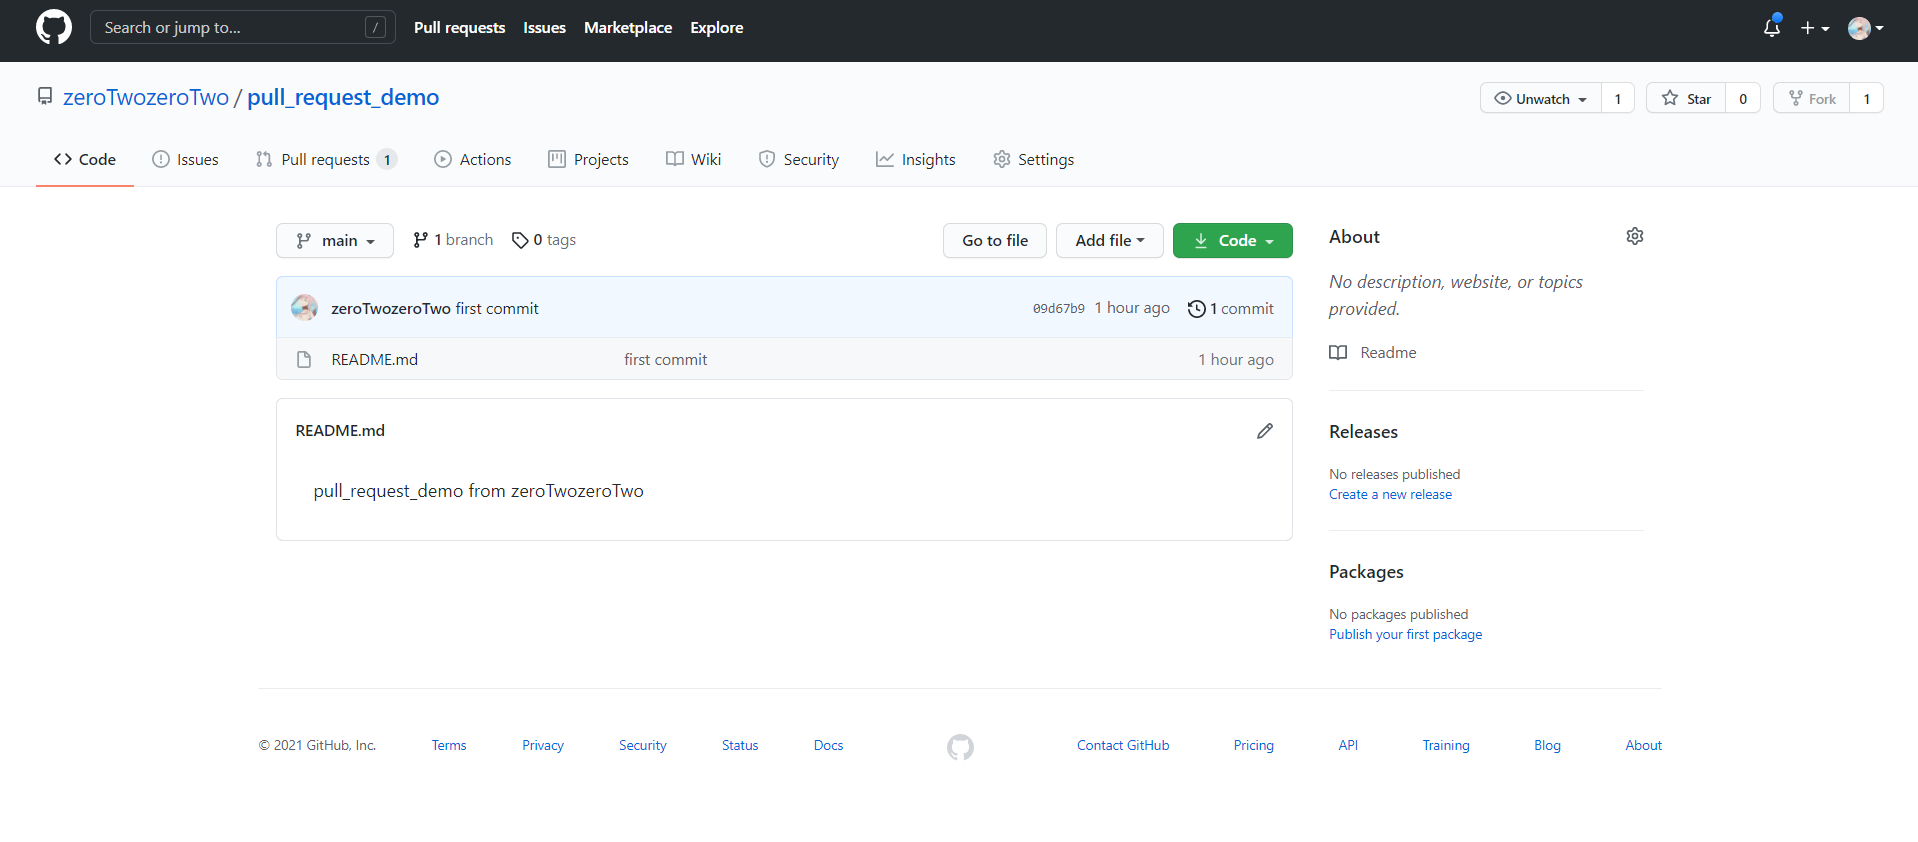 Search or jump to... / Pull requests Issues Marketplace Explore
zeroTwozeroTwo / pull_request_demo Unwatch 1 Star 0 Fork 1
Code Issues Pull requests 1 Actions Projects Wiki Security Insights Settings
main 1 branch 0 tags Go to file Add file Code
zeroTwozeroTwo first commit 09d67b9 1 hour ago 1 commit
README.md first commit 1 hour ago
README.md
pull_request_demo from zeroTwozeroTwo
About
No description, website, or topics
provided.
Readme
Releases
No releases published
Create a new release
Packages
No packages published
Publish your first package
© 2021 GitHub, Inc. Terms Privacy Security Status Docs Contact GitHub Pricing API Training Blog About